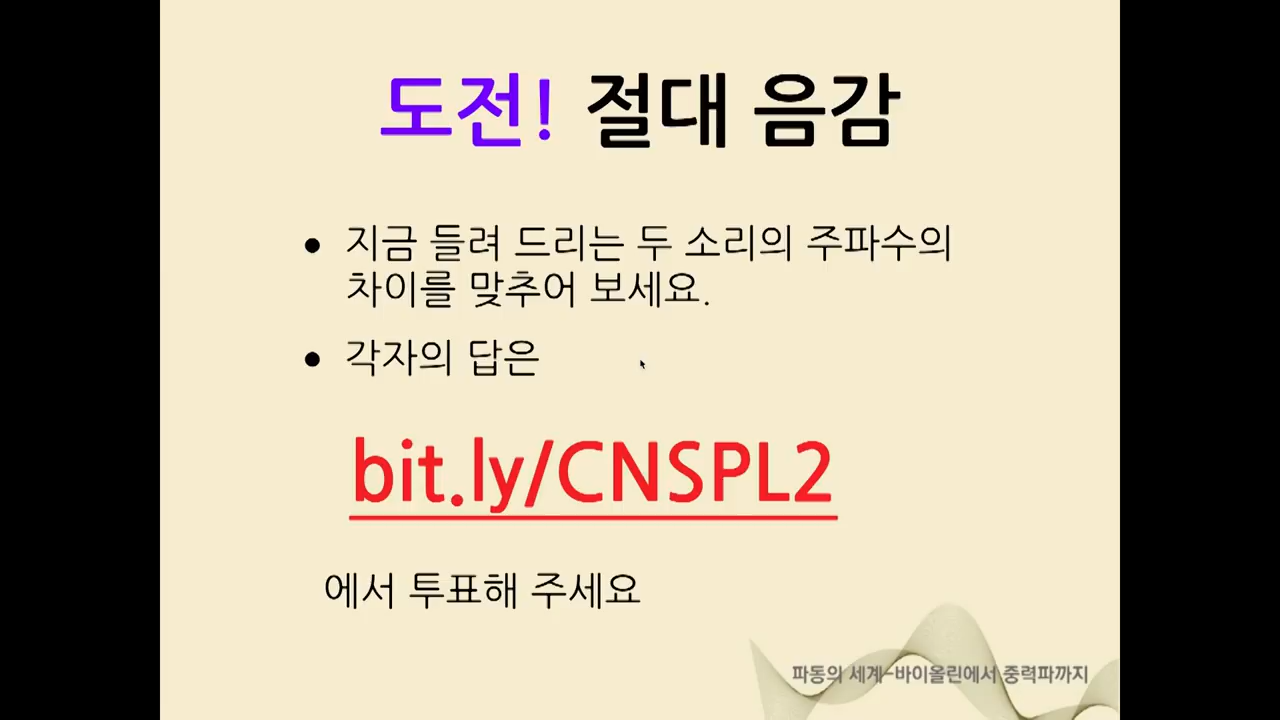 도전! 절대 음감
• 지금 들려 드리는 두 소리의 주파수의
차이를 맞추어 보세요.
• 각자의 답은
bit.ly/CNSPL2
에서 투표해 주세요
파동의 세계-바이올린에서 중력파까지